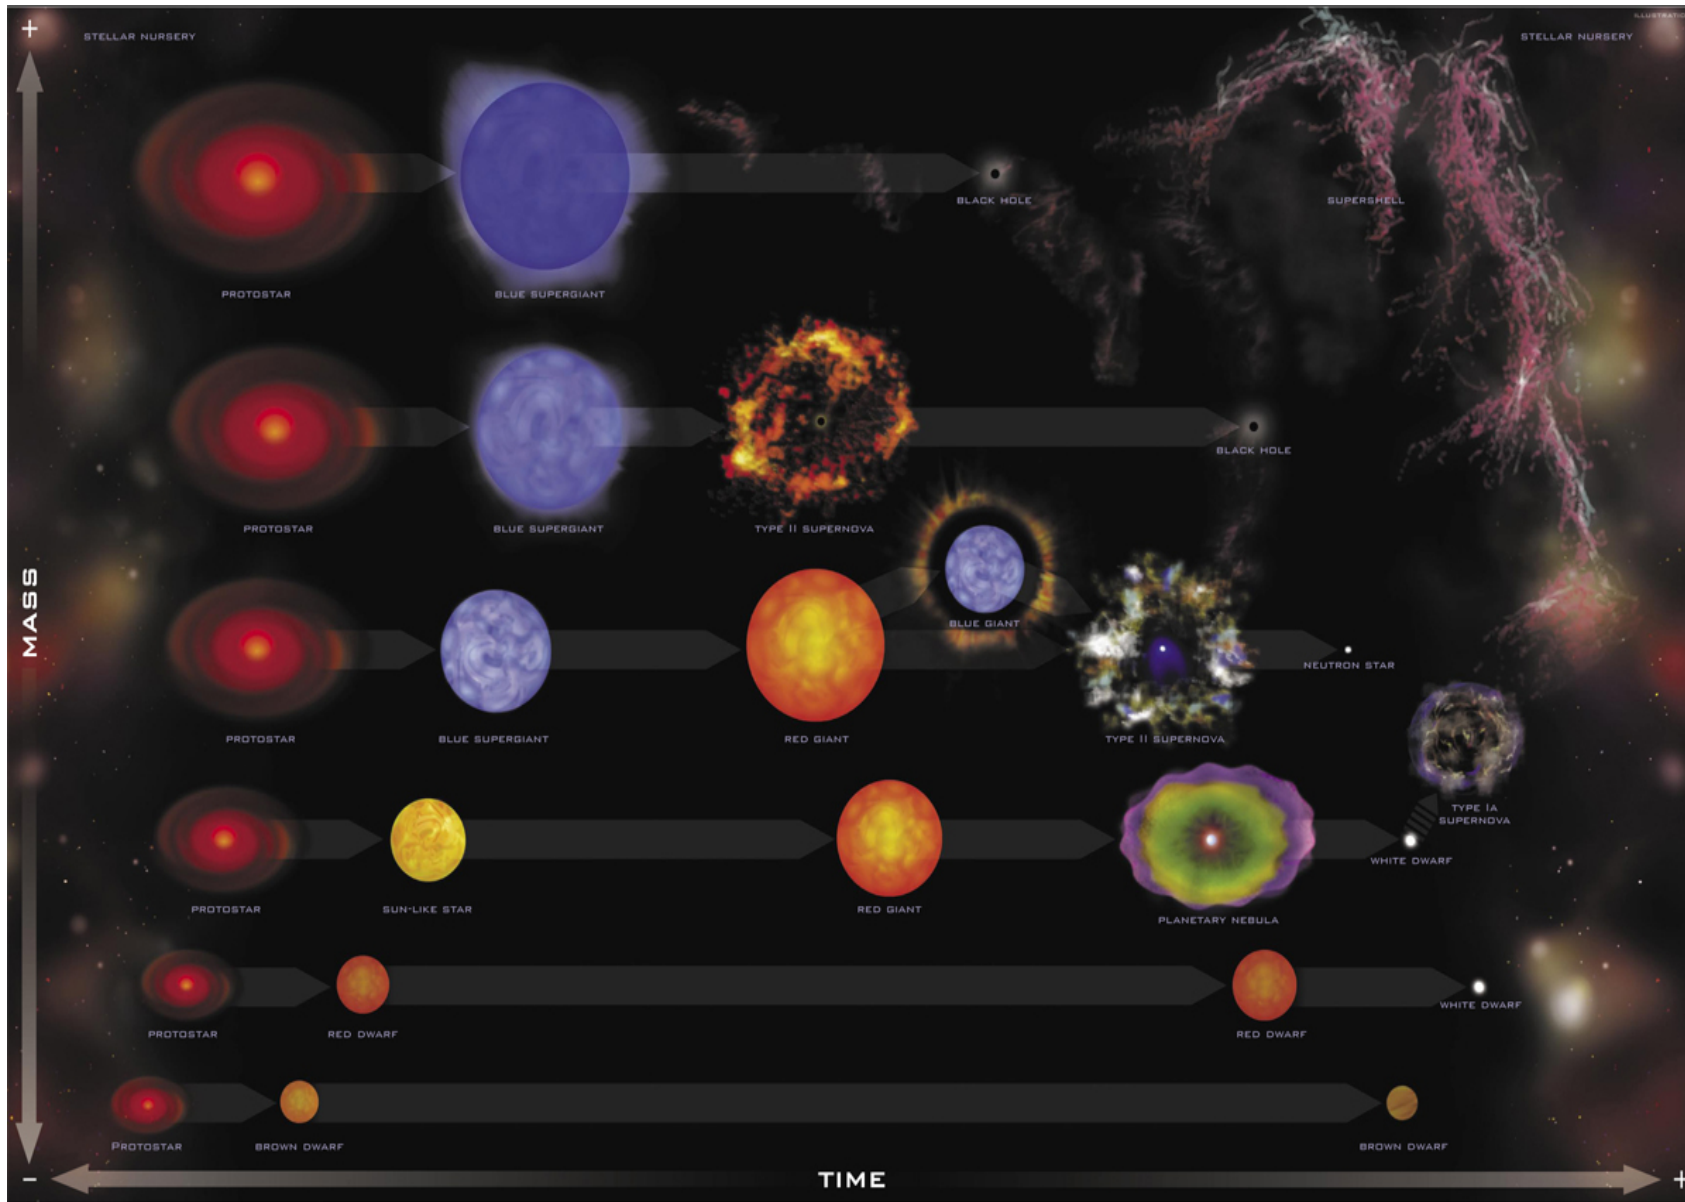 +
STELLAR NURSERY
STELLAR NURSERY
BLACK HOLE
SUPERSHELL
PROTOSTAR
BLUE SUPERGIANT
BLACK HOLE
PROTOSTAR
BLUE SUPERGIANT
TYPE II SUPERNOVA
BLUE GIANT
NEUTRON STAR
PROTOSTAR
BLUE SUPERGIANT
RED GIANT
TYPE II SUPERNOVA
MASS
TYPE IA
SUPERNOVA
WHITE DWARF
PROTOSTAR
SUN-LIKE STAR
RED GIANT
PLANETARY NEBULA
WHITE DWARF
PROTOSTAR
RED DWARF
RED DWARF
PROTOSTAR
BROWN DWARF
BROWN DWARF
−
TIME
+